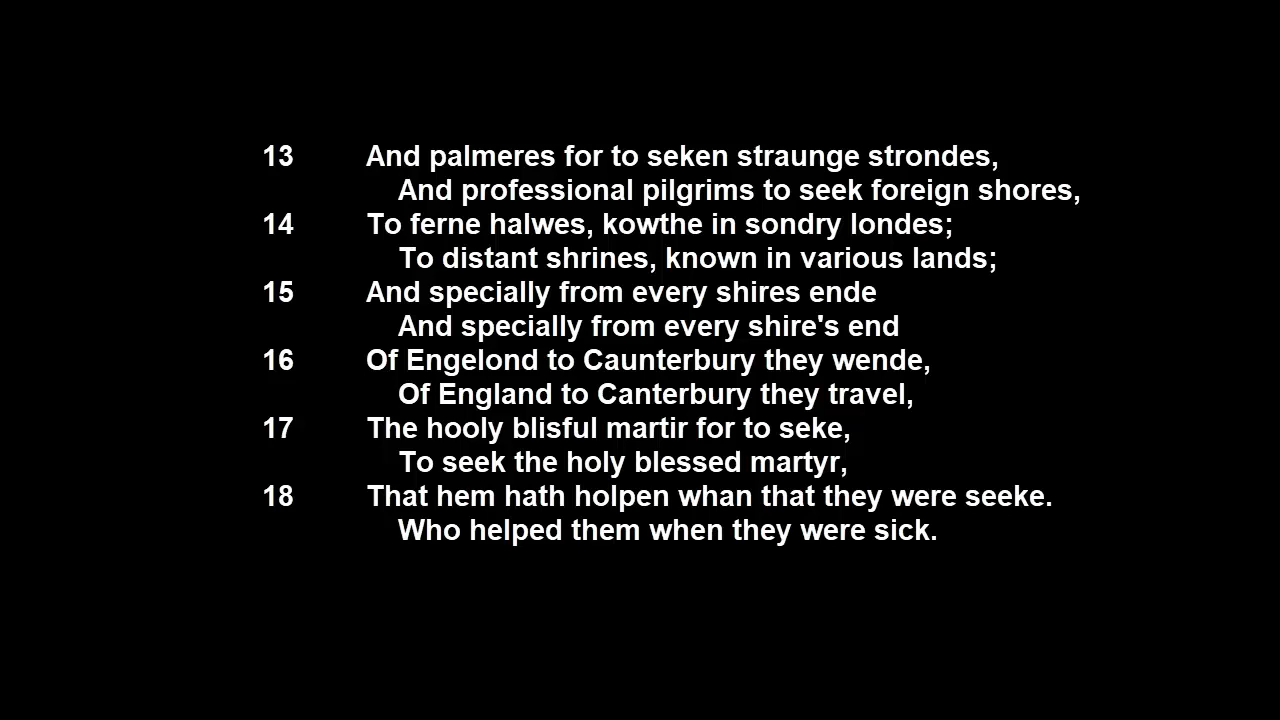 13 And palmeres for to seken straunge strondes,
And professional pilgrims to seek foreign shores,
14 To ferne halwes, kowthe in sondry londes;
To distant shrines, known in various lands;
15 And specially from every shires ende
And specially from every shire's end
16 Of Engelond to Caunterbury they wende,
Of England to Canterbury they travel,
17 The hooly blisful martir for to seke,
To seek the holy blessed martyr,
18 That hem hath holpen whan that they were seeke.
Who helped them when they were sick.